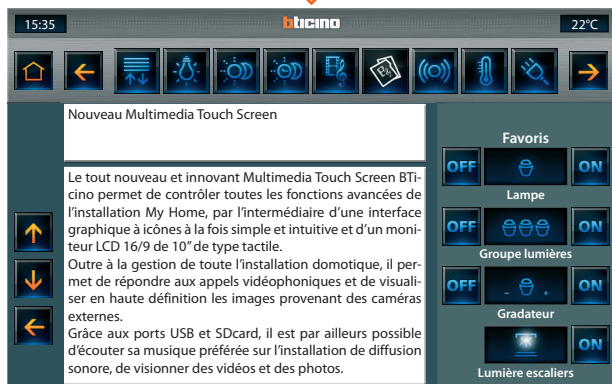 15:35
bticino
22°C
Nouveau Multimedia Touch Screen
Le tout nouveau et innovant Multimedia Touch Screen BTi-
cino permet de contrôler toutes les fonctions avancées de
l'installation My Home, par l'intermédiaire d'une interface
graphique à icônes à la fois simple et intuitive et d'un moni-
teur LCD 16/9 de 10" de type tactile.
Outre à la gestion de toute l'installation domotique, il per-
met de répondre aux appels vidéophoniques et de visuali-
ser en haute définition les images provenant des caméras
externes.
Grâce aux ports USB et SDcard, il est par ailleurs possible
d'écouter sa musique préférée sur l'installation de diffusion
sonore, de visionner des vidéos et des photos.
Favoris
OFF ON
Lampe
OFF ON
Groupe lumières
OFF - + ON
Gradateur
ON
Lumière escaliers